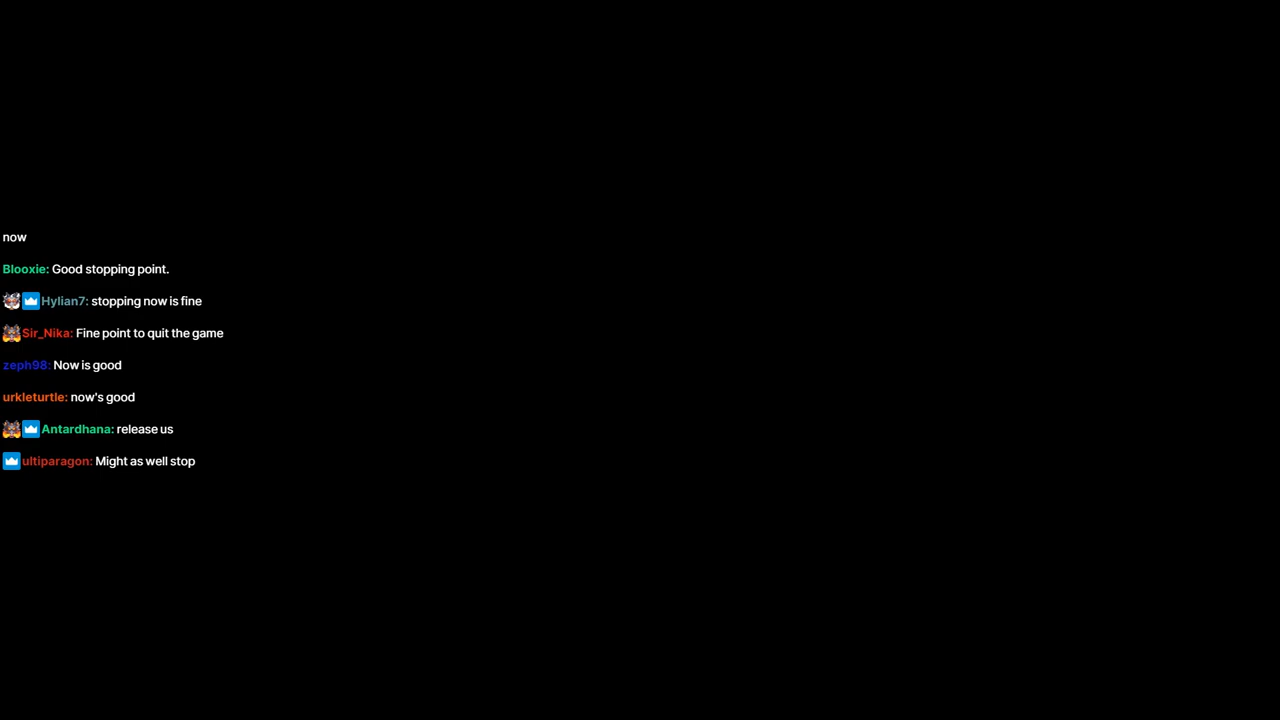 now
Blooxie: Good stopping point.
Hylian7: stopping now is fine
Sir_Nika: Fine point to quit the game
zeph98: Now is good
urkleturtle: now's good
Antardhana: release us
ultiparagon: Might as well stop